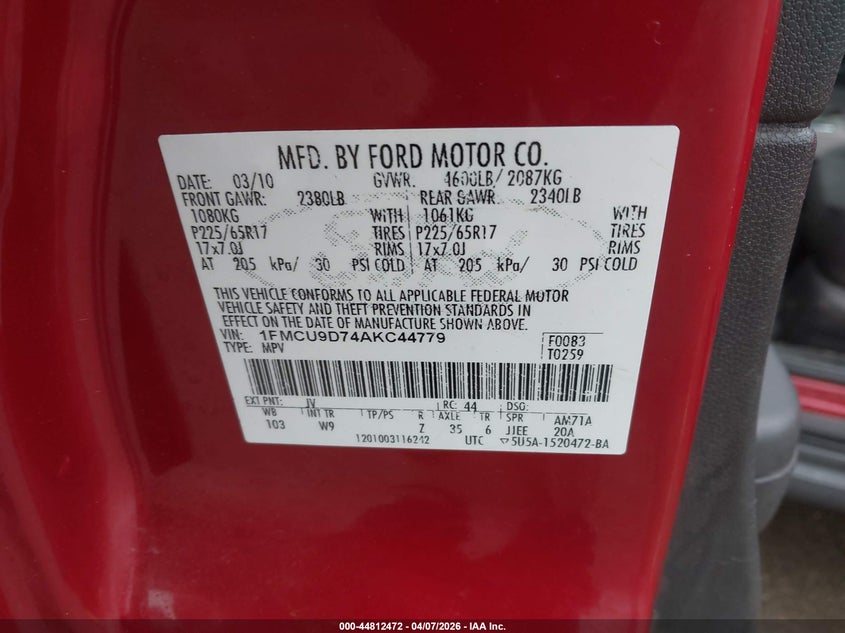 MFD. BY FORD MOTOR CO.
DATE: 03/10 GVWR. 4600LB/ 2087KG
FRONT GAWR: 2380LB REAR GAWR: 2340LB
1080KG WITH 1061KG WITH
P225/65R17 TIRES P225/65R17 TIRES
17x7.0J RIMS 17x7.0J RIMS
AT 205 kPa/ 30 PSI COLD AT 205 kPa/ 30 PSI COLD
THIS VEHICLE CONFORMS TO ALL APPLICABLE FEDERAL MOTOR
VEHICLE SAFETY AND THEFT PREVENTION STANDARDS IN
EFFECT ON THE DATE OF MANUFACTURE SHOWN ABOVE.
VIN: 1FMCU9D74AKC44779 F0083
TYPE: MPV T0259
EXT PNT: JV RC: 44 DSG:
WB INT TR TP/PS R AXLE TR SPR AM71A
103 W9 Z 35 6 JJEE 20A
1201003116242 UTC ▽5U5A-1520472-BA
000-44812472 — 04/07/2026 — IAA Inc.